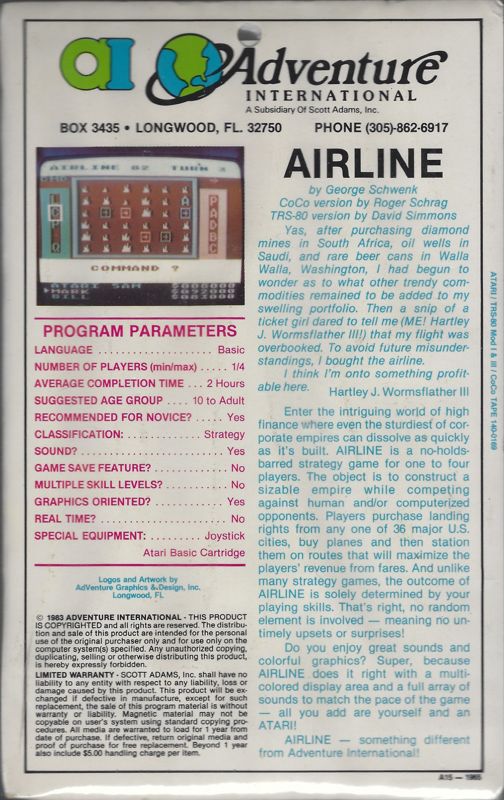 ai Adventure
INTERNATIONAL
A Subsidiary Of Scott Adams, Inc.
BOX 3435 • LONGWOOD, FL. 32750 PHONE (305)-862-6917
AIRLINE 82 TURN
COMMAND ?
ATARI SAM
MARK
BILL
PROGRAM PARAMETERS
LANGUAGE . . . . . . . . . . . . . . . . . . Basic
NUMBER OF PLAYERS (min/max) . . . . . 1/4
AVERAGE COMPLETION TIME . . . 2 Hours
SUGGESTED AGE GROUP . . . . 10 to Adult
RECOMMENDED FOR NOVICE? . . . . . Yes
CLASSIFICATION: . . . . . . . . . . . Strategy
SOUND? . . . . . . . . . . . . . . . . . . . . Yes
GAME SAVE FEATURE? . . . . . . . . . . . No
MULTIPLE SKILL LEVELS? . . . . . . . . . No
GRAPHICS ORIENTED? . . . . . . . . . . . Yes
REAL TIME? . . . . . . . . . . . . . . . . . . No
SPECIAL EQUIPMENT: . . . . . . . . . Joystick
Atari Basic Cartridge
Logos and Artwork by
AdVenture Graphics & Design, Inc.
Longwood, FL
© 1983 ADVENTURE INTERNATIONAL - THIS PRODUCT
IS COPYRIGHTED and all rights are reserved. The distribu-
tion and sale of this product are intended for the personal
use of the original purchaser only and for use only on the
computer system(s) specified. Any unauthorized copying,
duplicating, selling or otherwise distributing this product,
is hereby expressly forbidden.
LIMITED WARRANTY - SCOTT ADAMS, Inc. shall have no
liability to any entity with respect to any liability, loss or
damage caused by this product. This product will be ex-
changed if defective in manufacture, except for such
replacement, the sale of this program material is without
warranty or liability. Magnetic material may not be
copyable on user's system using standard copying pro-
cedures. All media are warranted to load for 1 year from
date of purchase. If defective, return original media and
proof of purchase for free replacement. Beyond 1 year
also include $5.00 handling charge per item.
AIRLINE
by George Schwenk
CoCo version by Roger Schrag
TRS-80 version by David Simmons
Yas, after purchasing diamond
mines in South Africa, oil wells in
Saudi, and rare beer cans in Walla
Walla, Washington, I had begun to
wonder as to what other trendy com-
modities remained to be added to my
swelling portfolio. Then a snip of a
ticket girl dared to tell me (ME! Hartley
J. Wormsflather III!) that my flight was
overbooked. To avoid future misunder-
standings, I bought the airline.
I think I'm onto something profit-
able here. Hartley J. Wormsflather III
Enter the intriguing world of high
finance where even the sturdiest of cor-
porate empires can dissolve as quickly
as it's built. AIRLINE is a no-holds-
barred strategy game for one to four
players. The object is to construct a
sizable empire while competing
against human and/or computerized
opponents. Players purchase landing
rights from any one of 36 major U.S.
cities, buy planes and then station
them on routes that will maximize the
players' revenue from fares. And unlike
many strategy games, the outcome of
AIRLINE is solely determined by your
playing skills. That's right, no random
element is involved — meaning no un-
timely upsets or surprises!
Do you enjoy great sounds and
colorful graphics? Super, because
AIRLINE does it right with a multi-
colored display area and a full array of
sounds to match the pace of the game
— all you add are yourself and an
ATARI!
AIRLINE — something different
from Adventure International!
ATARI / TRS-80 Mod I & III / CoCo TAPE 140-0169
A15 — 1965